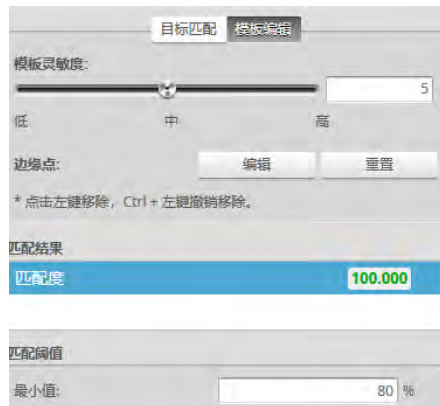 目标匹配 模板编辑
模板灵敏度:
5
低 中 高
边缘点: 编辑 重置
* 点击左键移除，Ctrl + 左键撤销移除。
匹配结果
匹配度 100.000
匹配阈值
最小值: 80 %